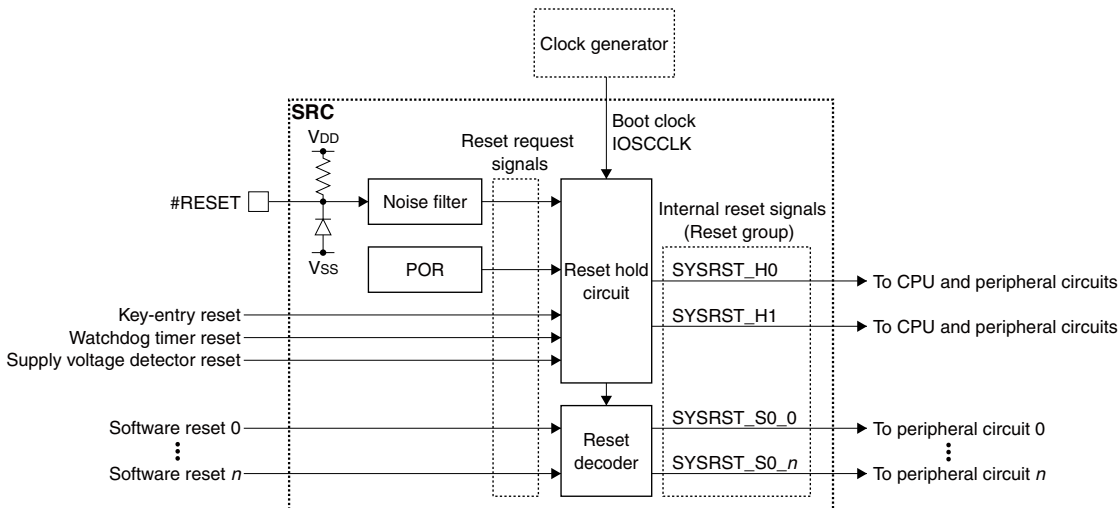 Clock generator
SRC
Boot clock
IOSCCLK
VDD
Reset request
signals
#RESET
Noise filter
Internal reset signals
(Reset group)
VSS
POR
Reset hold
circuit
SYSRST_H0
To CPU and peripheral circuits
Key-entry reset
SYSRST_H1
To CPU and peripheral circuits
Watchdog timer reset
Supply voltage detector reset
Software reset 0
Reset
decoder
SYSRST_S0_0
To peripheral circuit 0
Software reset n
SYSRST_S0_n
To peripheral circuit n